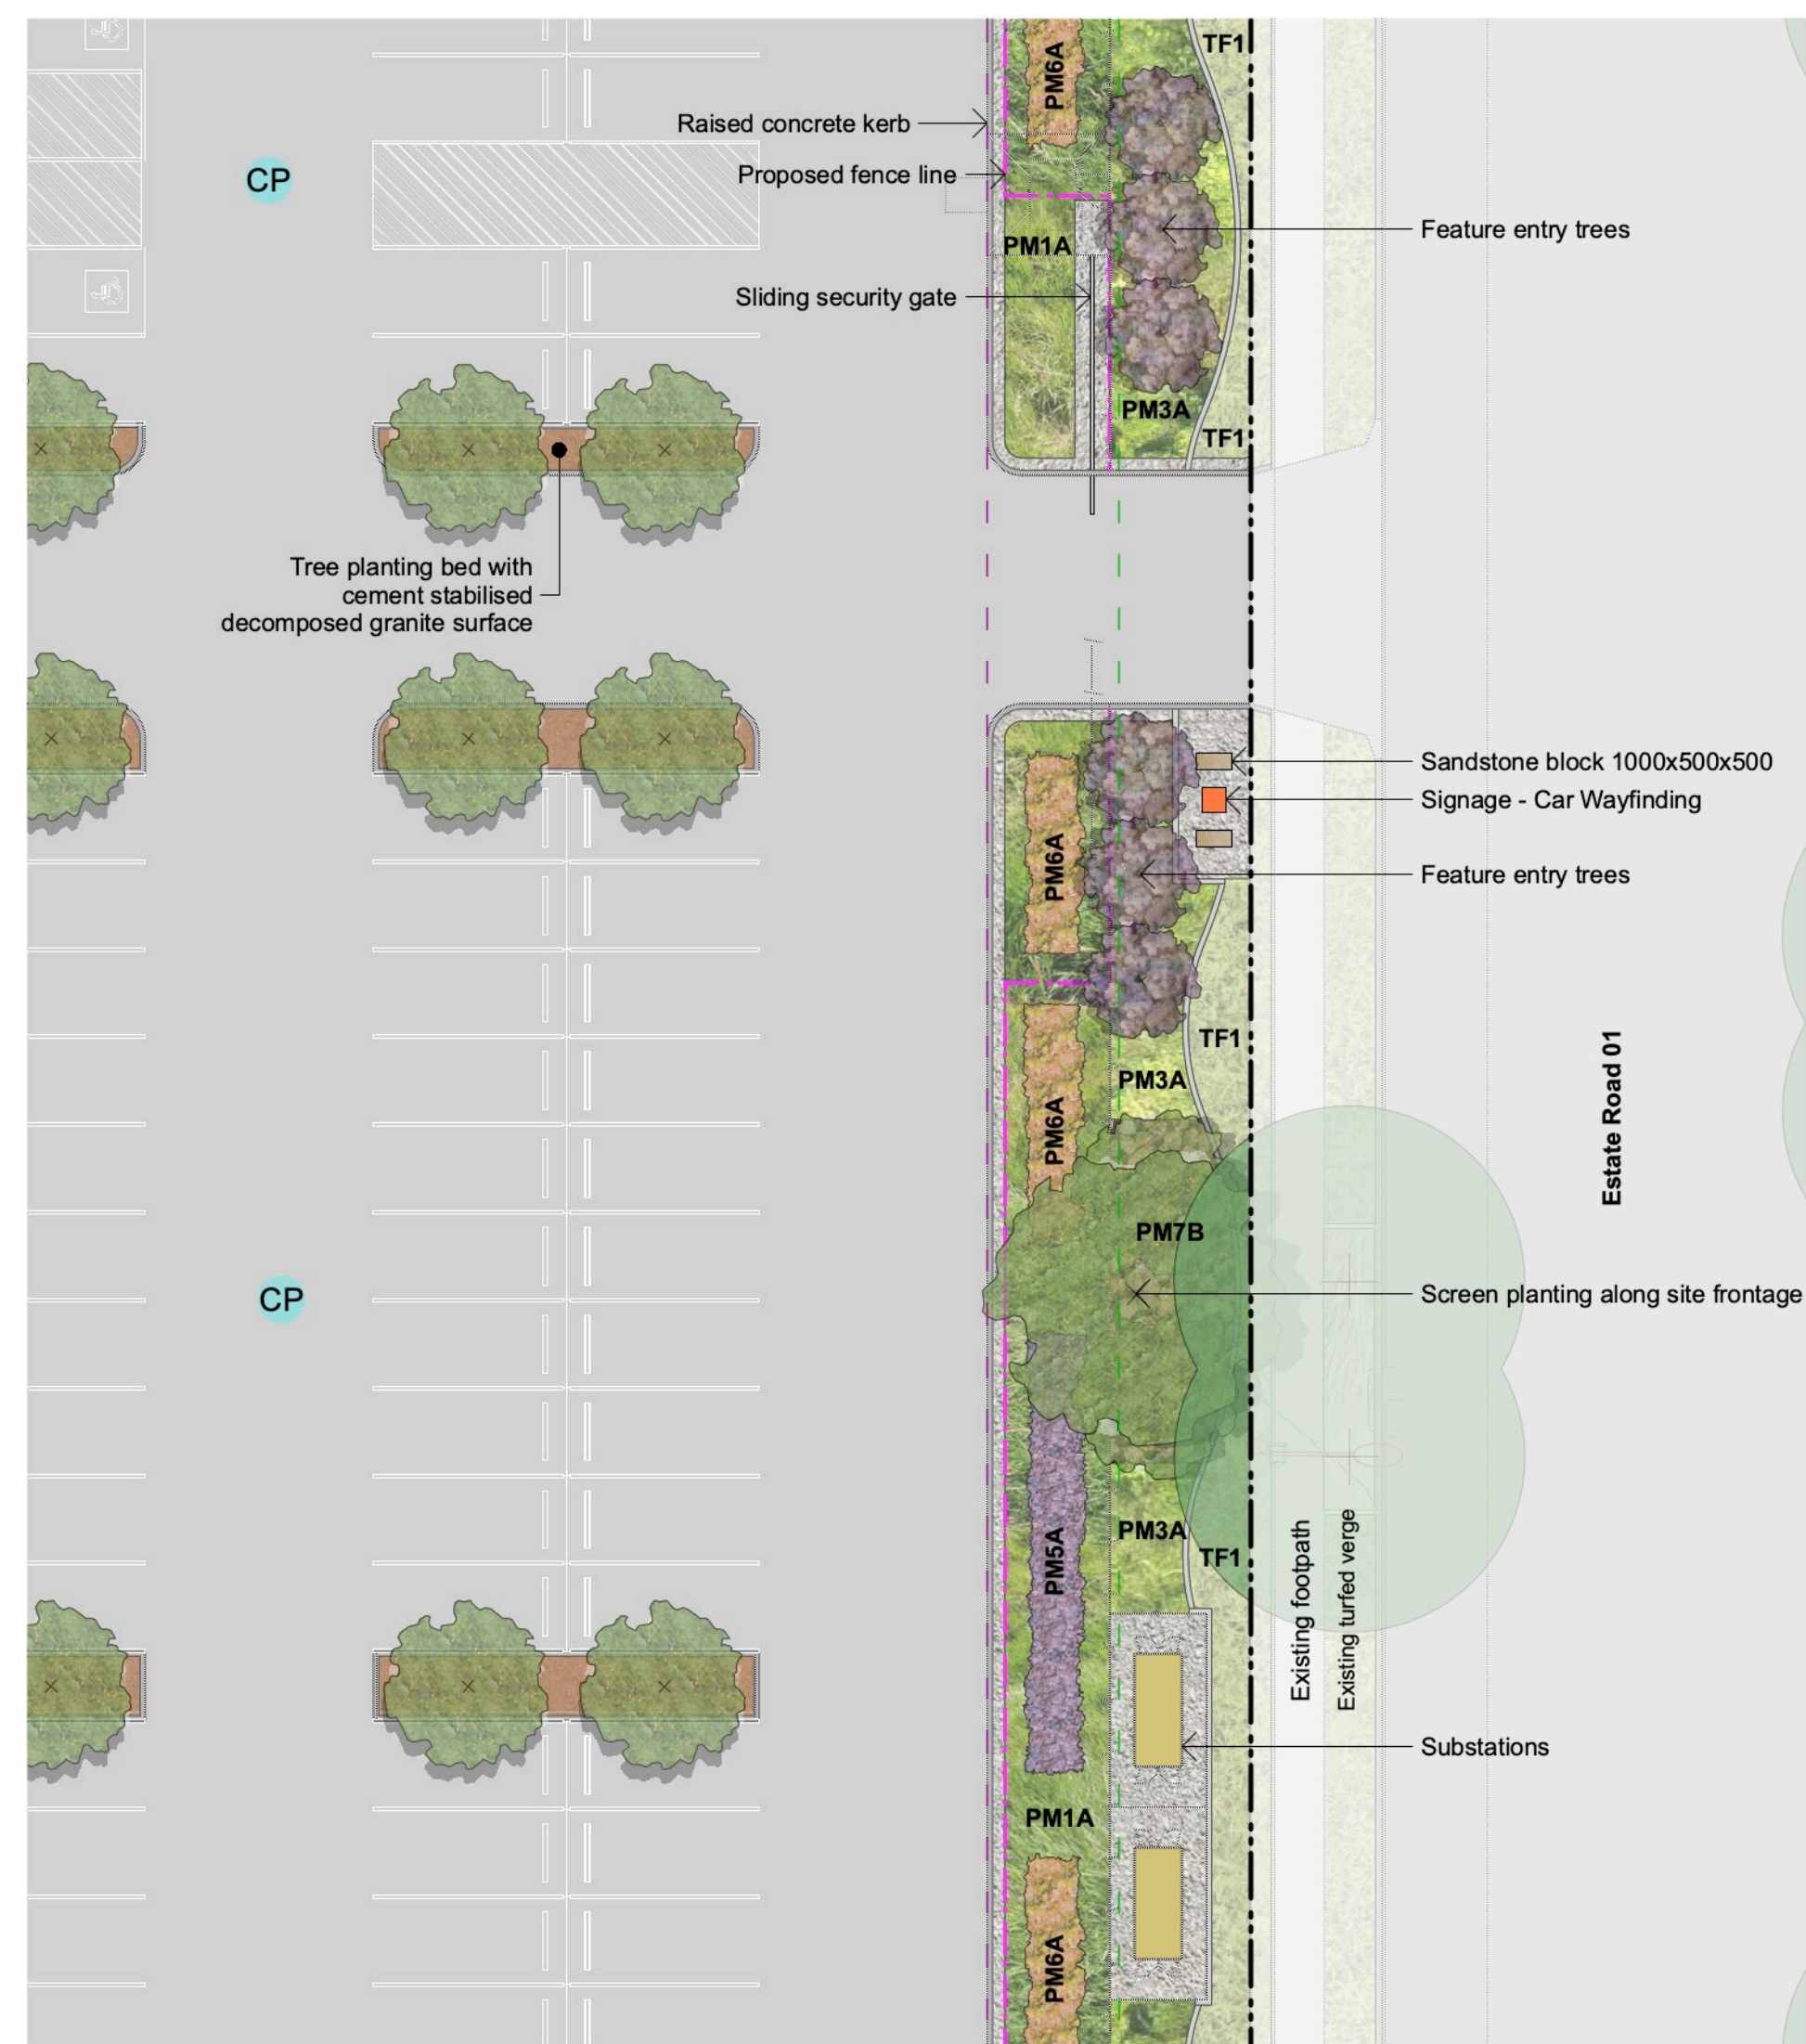 TF1
PM6A
Raised concrete kerb
CP
Proposed fence line
Feature entry trees
PM1A
Sliding security gate
PM3A
TF1
Tree planting bed with
cement stabilised
decomposed granite surface
Sandstone block 1000x500x500
Signage - Car Wayfinding
PM6A
Feature entry trees
TF1
PM3A
PM6A
Estate Road 01
PM7B
CP
Screen planting along site frontage
PM3A
PM5A
TF1
Existing footpath
Existing turfed verge
Substations
PM1A
PM6A